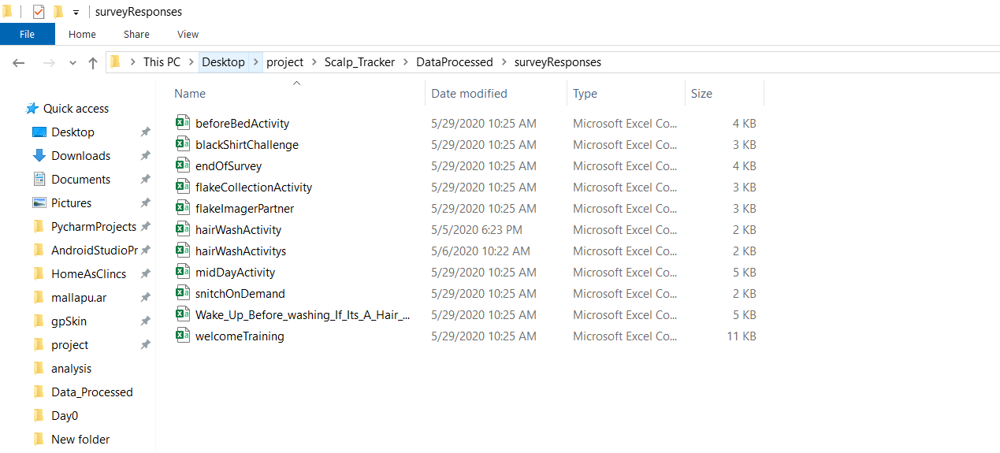 surveyResponses
File Home Share View
This PC Desktop project Scalp_Tracker DataProcessed surveyResponses
Name Date modified Type Size
Quick access
Desktop
Downloads
Documents
Pictures
PycharmProjects
AndroidStudioPr
HomeAsClincs
mallapu.ar
gpSkin
project
analysis
Data_Processed
Day0
New folder
beforeBedActivity 5/29/2020 10:25 AM Microsoft Excel Co... 4 KB
blackShirtChallenge 5/29/2020 10:25 AM Microsoft Excel Co... 3 KB
endOfSurvey 5/29/2020 10:25 AM Microsoft Excel Co... 4 KB
flakeCollectionActivity 5/29/2020 10:25 AM Microsoft Excel Co... 3 KB
flakeImagerPartner 5/29/2020 10:25 AM Microsoft Excel Co... 3 KB
hairWashActivity 5/5/2020 6:23 PM Microsoft Excel Co... 2 KB
hairWashActivitys 5/6/2020 10:22 AM Microsoft Excel Co... 2 KB
midDayActivity 5/29/2020 10:25 AM Microsoft Excel Co... 5 KB
snitchOnDemand 5/29/2020 10:25 AM Microsoft Excel Co... 2 KB
Wake_Up_Before_washing_If_Its_A_Hair_... 5/29/2020 10:25 AM Microsoft Excel Co... 5 KB
welcomeTraining 5/29/2020 10:25 AM Microsoft Excel Co... 11 KB